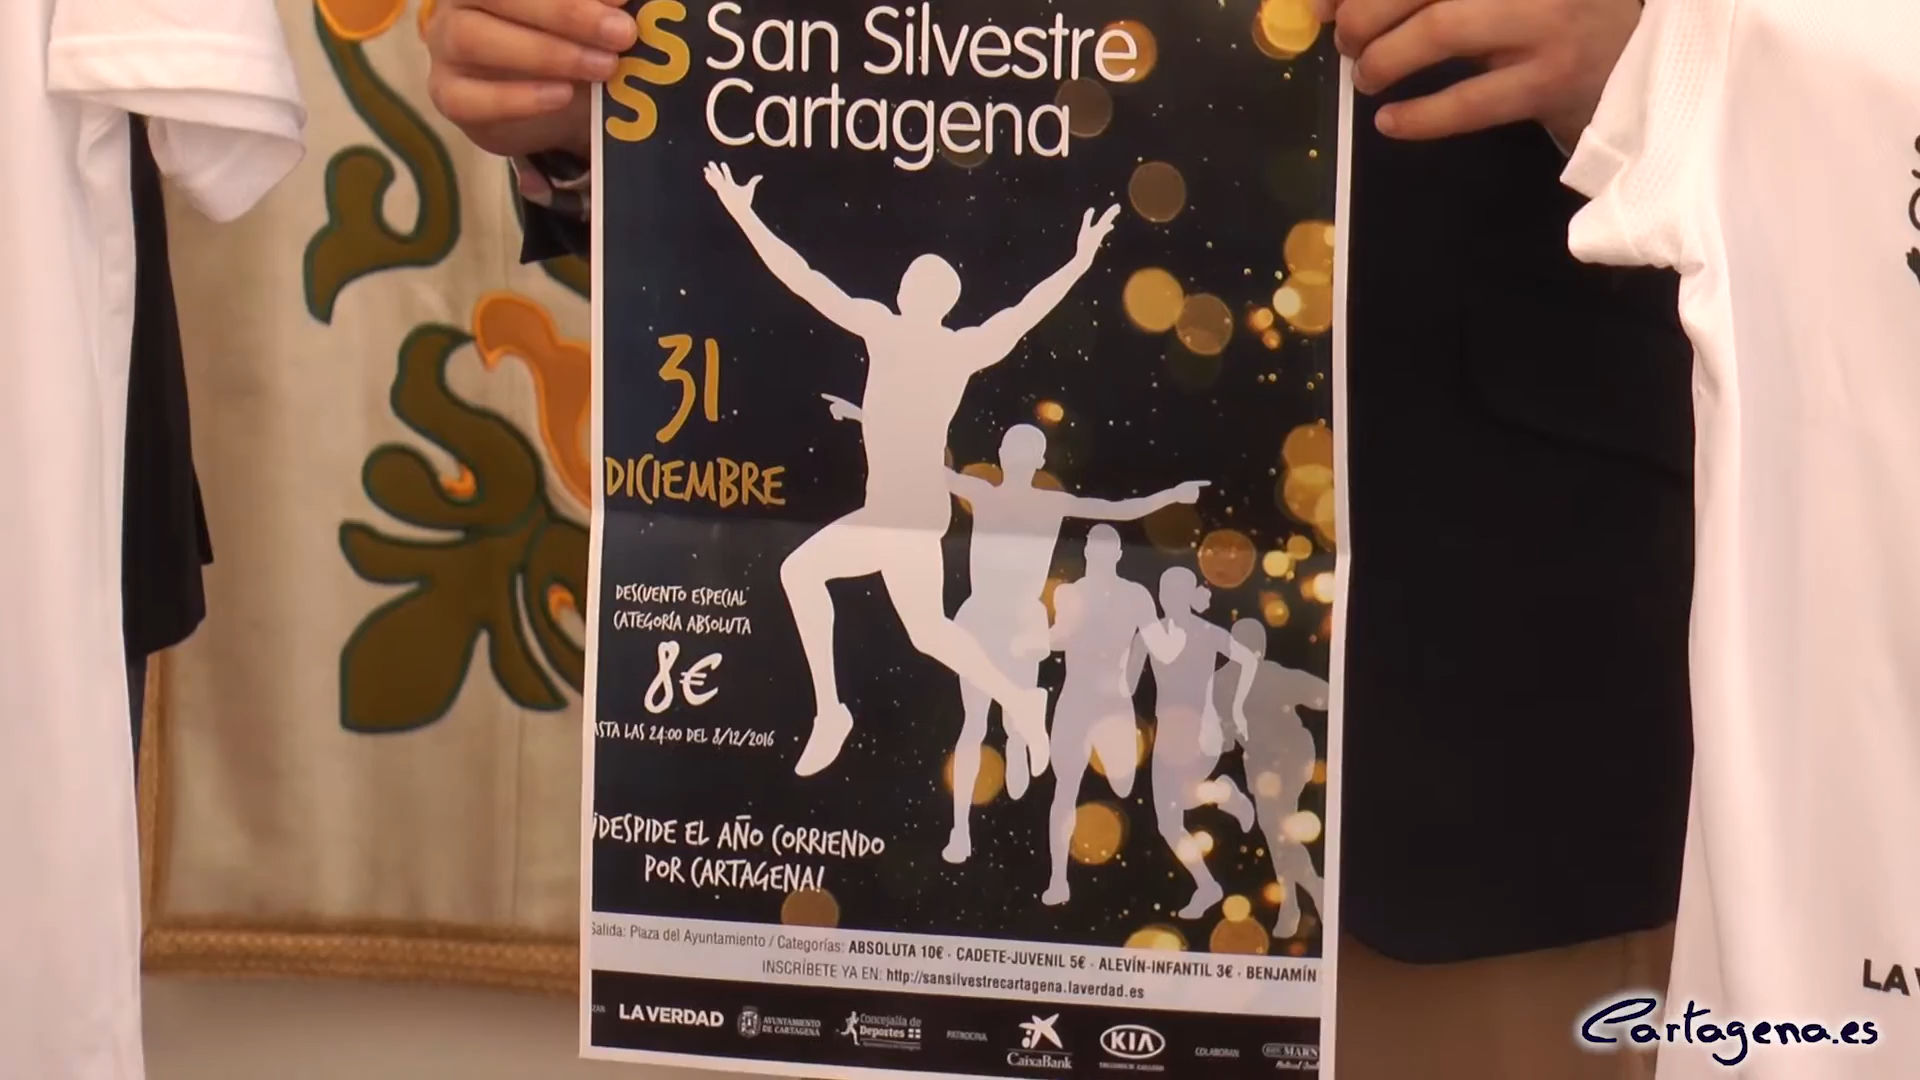 SS San Silvestre
Cartagena
31
DICIEMBRE
DESCUENTO ESPECIAL
CATEGORÍA ABSOLUTA
8€
STA LAS 24:00 DEL 8/12/2016
¡DESPIDE EL AÑO CORRIENDO
POR CARTAGENA!
Salida: Plaza del Ayuntamiento / Categorías: ABSOLUTA 10€ · CADETE-JUVENIL 5€ · ALEVÍN-INFANTIL 3€ · BENJAMÍN
INSCRÍBETE YA EN: http://sansilvestrecartagena.laverdad.es
LA VERDAD
AYUNTAMIENTO
DE CARTAGENA
Concejalía de
Deportes
PATROCINA
CaixaBank
KIA
COLABORAN
LA V
Cartagena.es